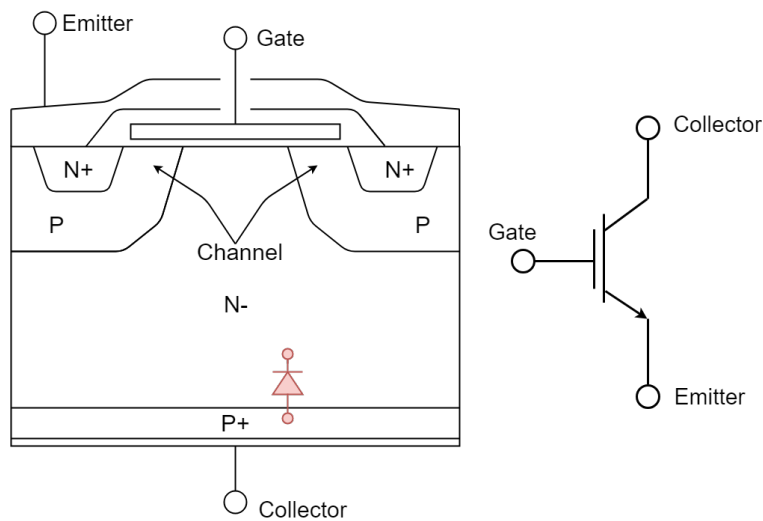 Emitter
Gate
Collector
N+
N+
P
P
Gate
Channel
N-
Emitter
P+
Collector